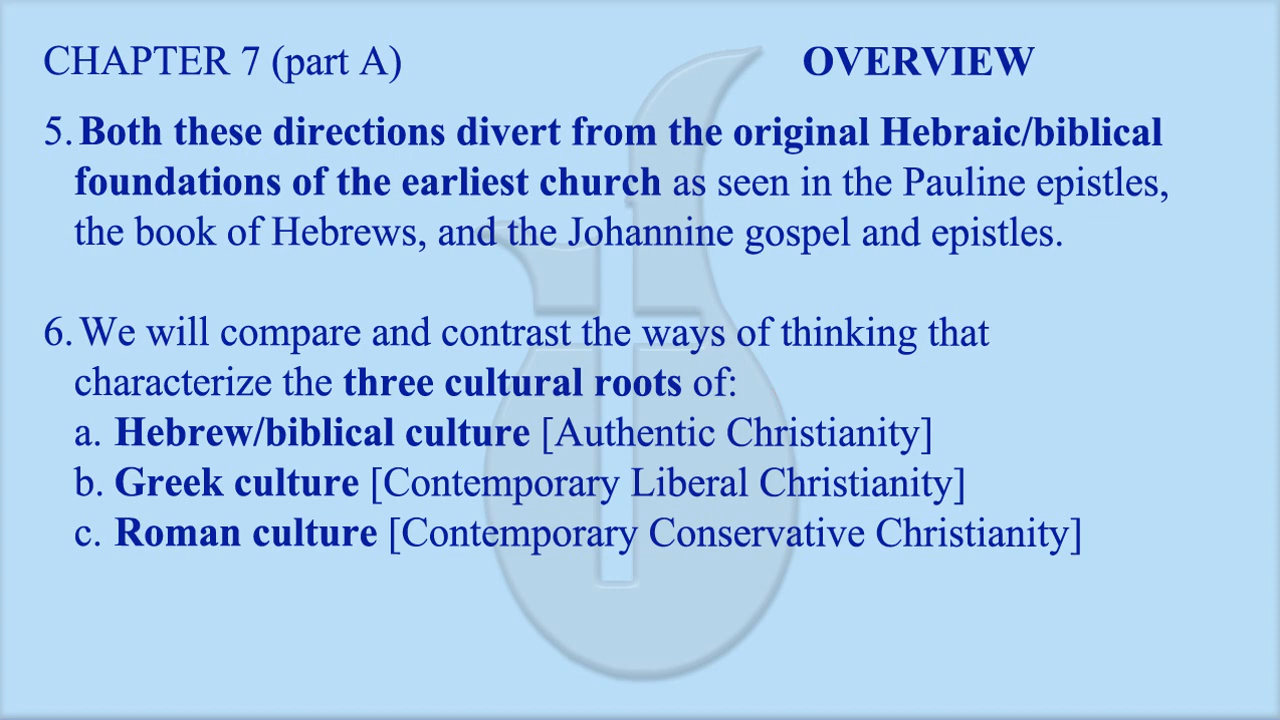 CHAPTER 7 (part A) OVERVIEW
5. Both these directions divert from the original Hebraic/biblical
foundations of the earliest church as seen in the Pauline epistles,
the book of Hebrews, and the Johannine gospel and epistles.
6. We will compare and contrast the ways of thinking that
characterize the three cultural roots of:
a. Hebrew/biblical culture [Authentic Christianity]
b. Greek culture [Contemporary Liberal Christianity]
c. Roman culture [Contemporary Conservative Christianity]